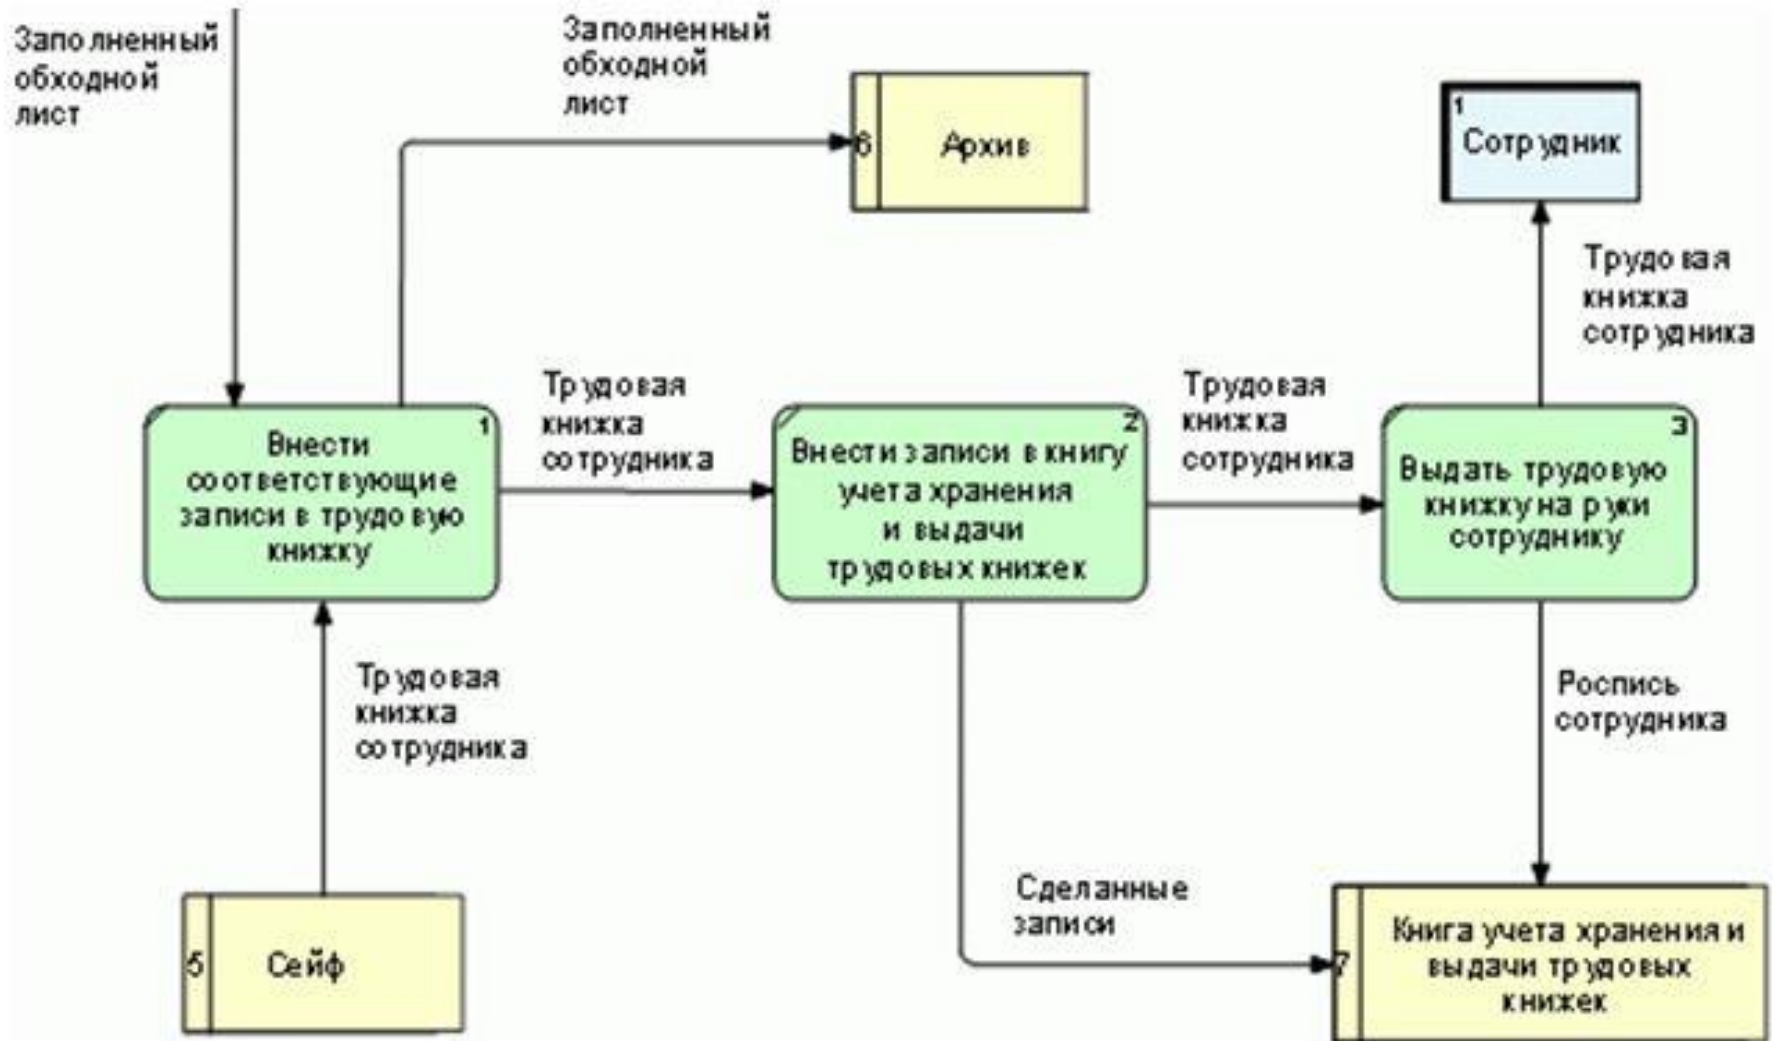 Заполненный
обходной
лист
Заполненный
обходной
лист
6
Архив
1
Сотрудник
Трудовая
книжка
сотрудника
1
Внести
соответствующие
записи в трудовую
книжку
Трудовая
книжка
сотрудника
2
Внести записи в книгу
учета хранения
и выдачи
трудовых книжек
Трудовая
книжка
сотрудника
3
Выдать трудовую
книжку на руки
сотруднику
Трудовая
книжка
сотрудника
Роспись
сотрудника
5
Сейф
Сделанные
записи
7
Книга учета хранения и
выдачи трудовых
книжек